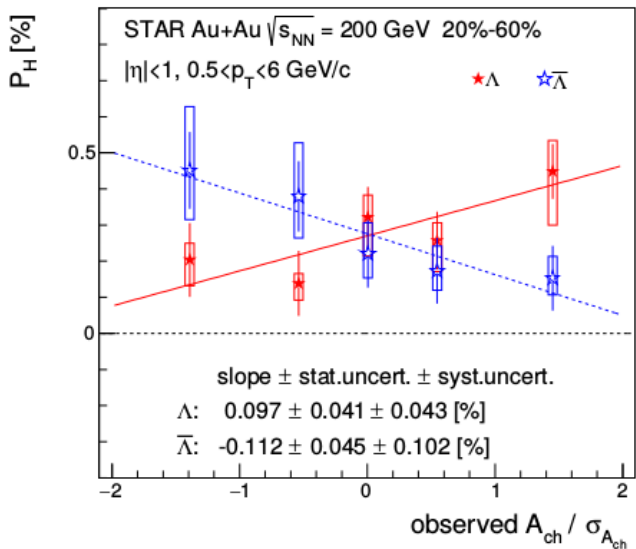 P_H [%]
STAR Au+Au √s_NN = 200 GeV 20%-60%
|η|<1, 0.5<p_T<6 GeV/c
Λ Λ̅
0.5
0
slope ± stat.uncert. ± syst.uncert.
Λ: 0.097 ± 0.041 ± 0.043 [%]
Λ̅: -0.112 ± 0.045 ± 0.102 [%]
−2 −1 0 1 2
observed A_ch / σ_A_ch